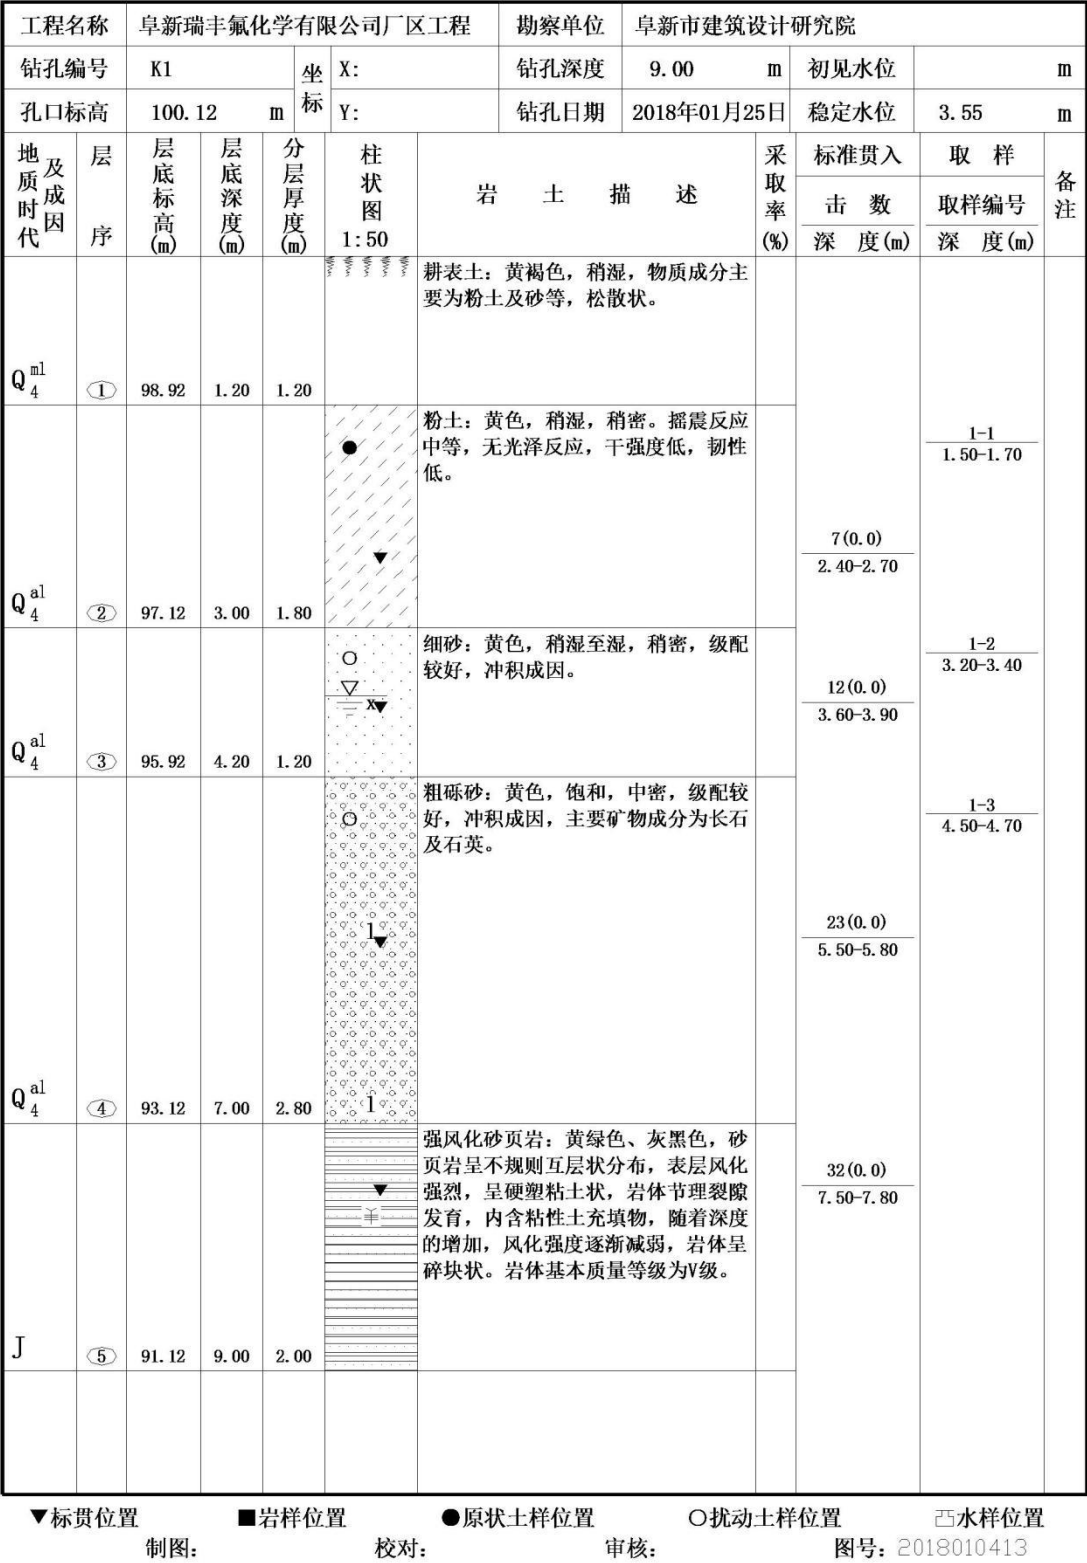 工程名称 阜新瑞丰氟化学有限公司厂区工程 勘察单位 阜新市建筑设计研究院
钻孔编号 K1 坐标 X: 钻孔深度 9.00 m 初见水位 m
孔口标高 100.12 m Y: 钻孔日期 2018年01月25日 稳定水位 3.55 m
地质时代及成因 层序 层底标高(m) 层底深度(m) 分层厚度(m) 柱状图 1:50 岩土描述 采取率(%) 标准贯入 击数 深度(m) 取样 取样编号 深度(m) 备注
耕表土：黄褐色，稍湿，物质成分主
要为粉土及砂等，松散状。
Q ml 4 ① 98.92 1.20 1.20
粉土：黄色，稍湿，稍密。摇震反应
中等，无光泽反应，干强度低，韧性
低。
1-1
1.50-1.70
7(0.0)
2.40-2.70
Q al 4 ② 97.12 3.00 1.80
细砂：黄色，稍湿至湿，稍密，级配
较好，冲积成因。
1-2
3.20-3.40
12(0.0)
3.60-3.90
x
Q al 4 ③ 95.92 4.20 1.20
粗砾砂：黄色，饱和，中密，级配较
好，冲积成因，主要矿物成分为长石
及石英。
1-3
4.50-4.70
23(0.0)
5.50-5.80
1
Q al 4 ④ 93.12 7.00 2.80 1
强风化砂页岩：黄绿色、灰黑色，砂
页岩呈不规则互层状分布，表层风化
强烈，呈硬塑粘土状，岩体节理裂隙
发育，内含粘性土充填物，随着深度
的增加，风化强度逐渐减弱，岩体呈
碎块状。岩体基本质量等级为V级。
32(0.0)
7.50-7.80
J ⑤ 91.12 9.00 2.00
▼标贯位置 ■岩样位置 ●原状土样位置 ○扰动土样位置 凸水样位置
制图： 校对： 审核： 图号：2018010413